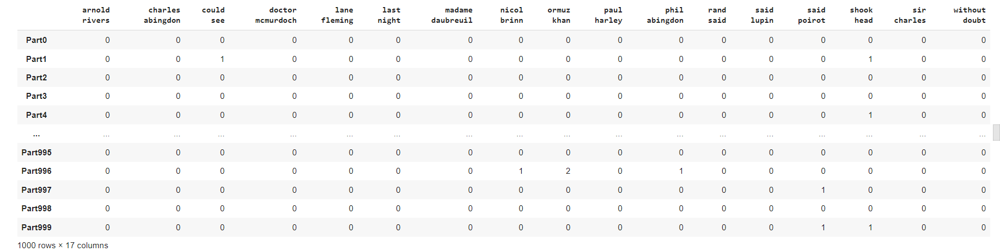 arnold charles could doctor lane last madame nicol ormuz paul phil rand said said shook sir without
rivers abingdon see mcmurdoch fleming night daubreuil brinn khan harley abingdon said lupin poirot head charles doubt
Part0 0 0 0 0 0 0 0 0 0 0 0 0 0 0 0 0 0
Part1 0 0 1 0 0 0 0 0 0 0 0 0 0 0 1 0 0
Part2 0 0 0 0 0 0 0 0 0 0 0 0 0 0 0 0 0
Part3 0 0 0 0 0 0 0 0 0 0 0 0 0 0 0 0 0
Part4 0 0 0 0 0 0 0 0 0 0 0 0 0 0 1 0 0
... ... ... ... ... ... ... ... ... ... ... ... ... ... ... ... ... ...
Part995 0 0 0 0 0 0 0 0 0 0 0 0 0 0 0 0 0
Part996 0 0 0 0 0 0 0 1 2 0 1 0 0 0 0 0 0
Part997 0 0 0 0 0 0 0 0 0 0 0 0 0 1 0 0 0
Part998 0 0 0 0 0 0 0 0 0 0 0 0 0 0 0 0 0
Part999 0 0 0 0 0 0 0 0 0 0 0 0 0 1 1 0 0
1000 rows × 17 columns